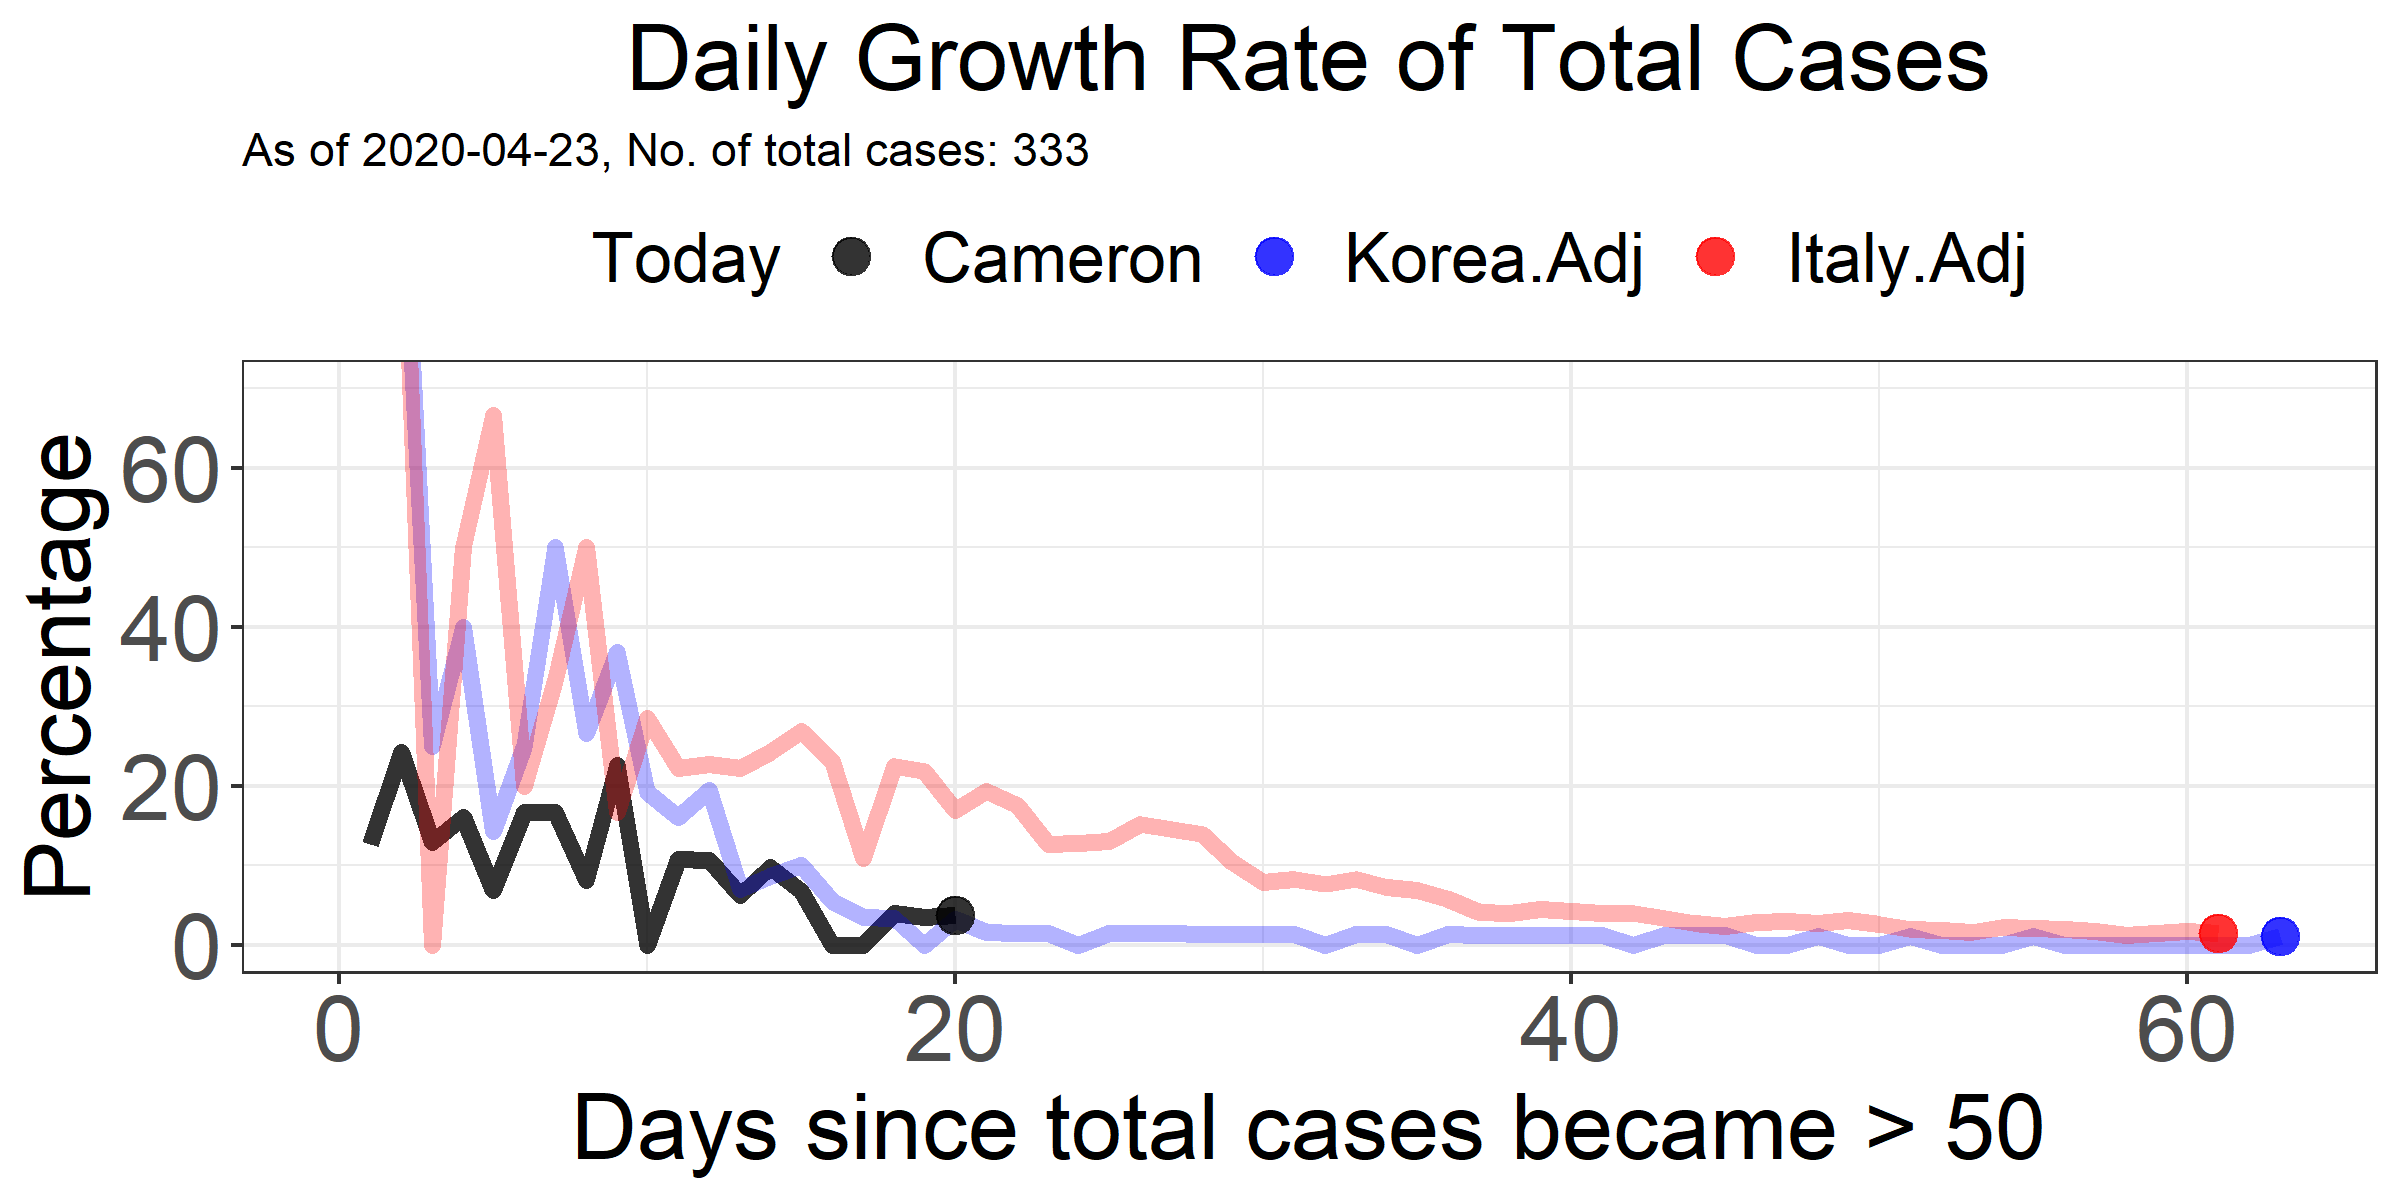 Daily Growth Rate of Total Cases
As of 2020-04-23, No. of total cases: 333
Today Cameron Korea.Adj Italy.Adj
Percentage
60
40
20
0
0 20 40 60
Days since total cases became > 50